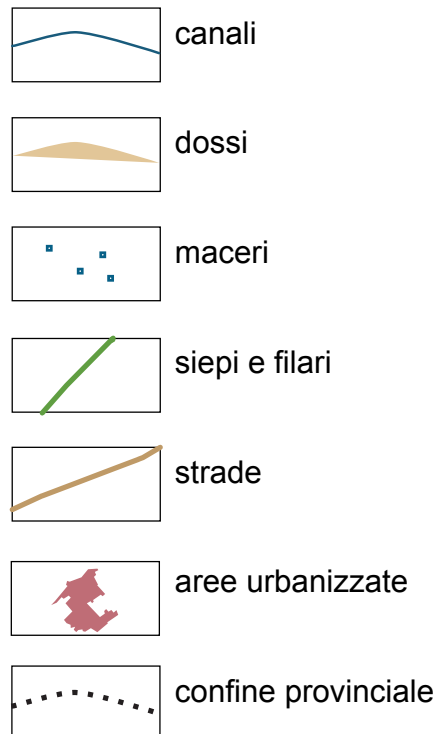 canali
dossi
maceri
siepi e filari
strade
aree urbanizzate
confine provinciale